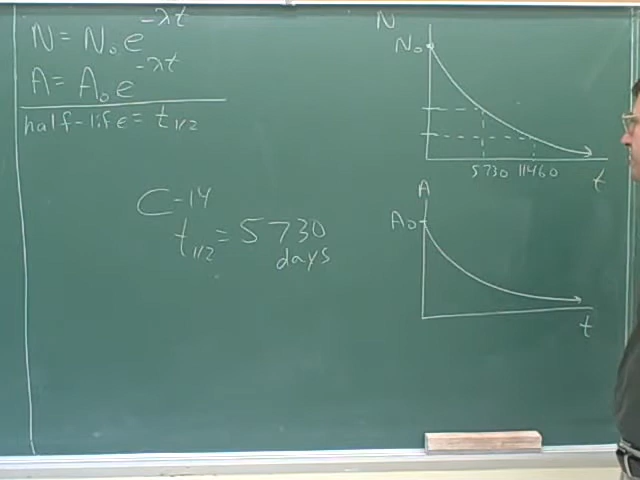 N = N₀e^-λt
A = A₀e^-λt
half-life = t₁/₂
C-14
t₁/₂ = 5730
days
N
N₀
5730 11460
t
A
A₀
t